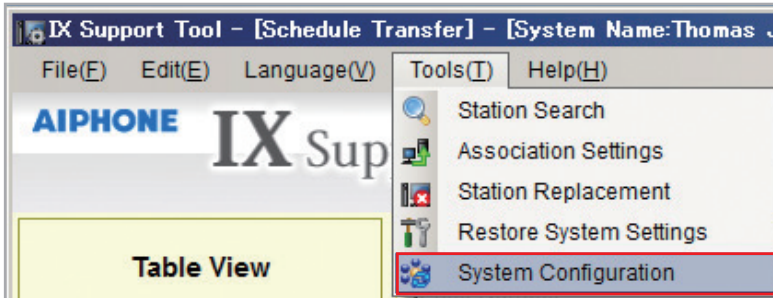 IX Support Tool - [Schedule Transfer] - [System Name:Thomas
File(F) Edit(E) Language(V) Tools(T) Help(H)
AIPHONE IX Sup
Station Search
Association Settings
Station Replacement
Restore System Settings
Table View
System Configuration